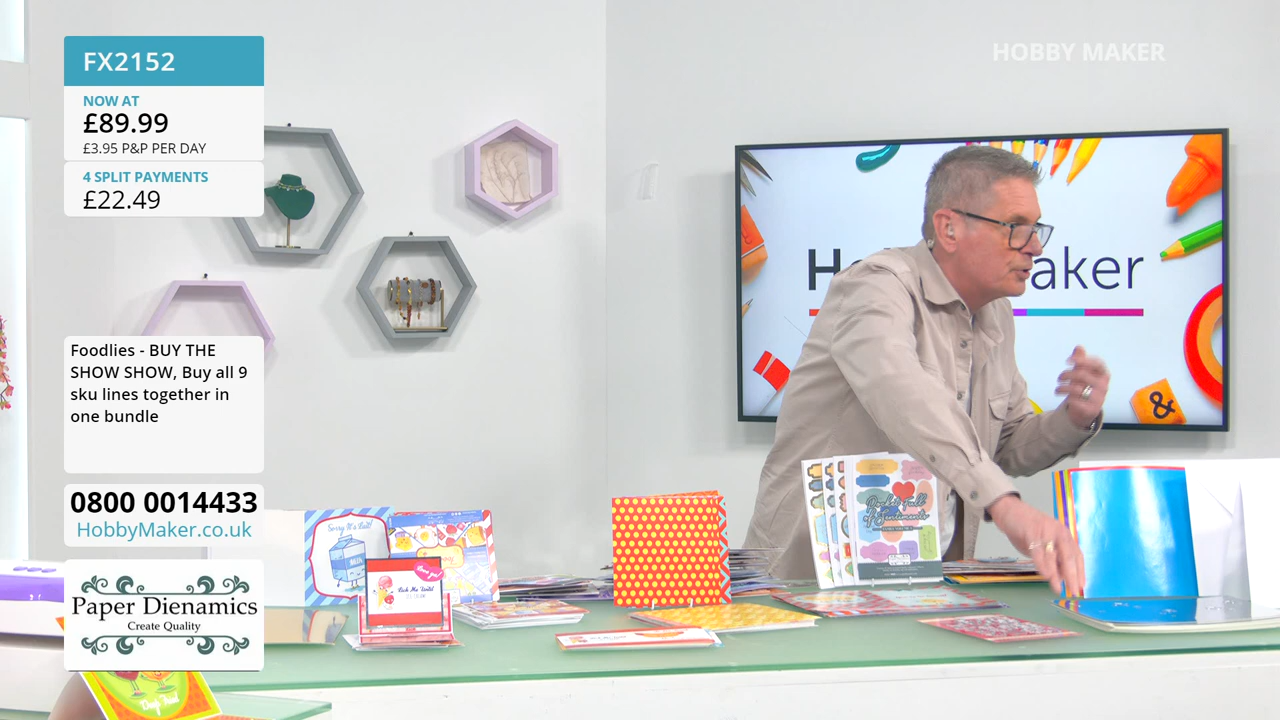 FX2152
NOW AT
£89.99
£3.95 P&P PER DAY
4 SPLIT PAYMENTS
£22.49
HOBBY MAKER
aker
&
Foodlies - BUY THE
SHOW SHOW, Buy all 9
sku lines together in
one bundle
0800 0014433
HobbyMaker.co.uk
Paper Dienamics
Create Quality
Sorry It's Late!
Milk